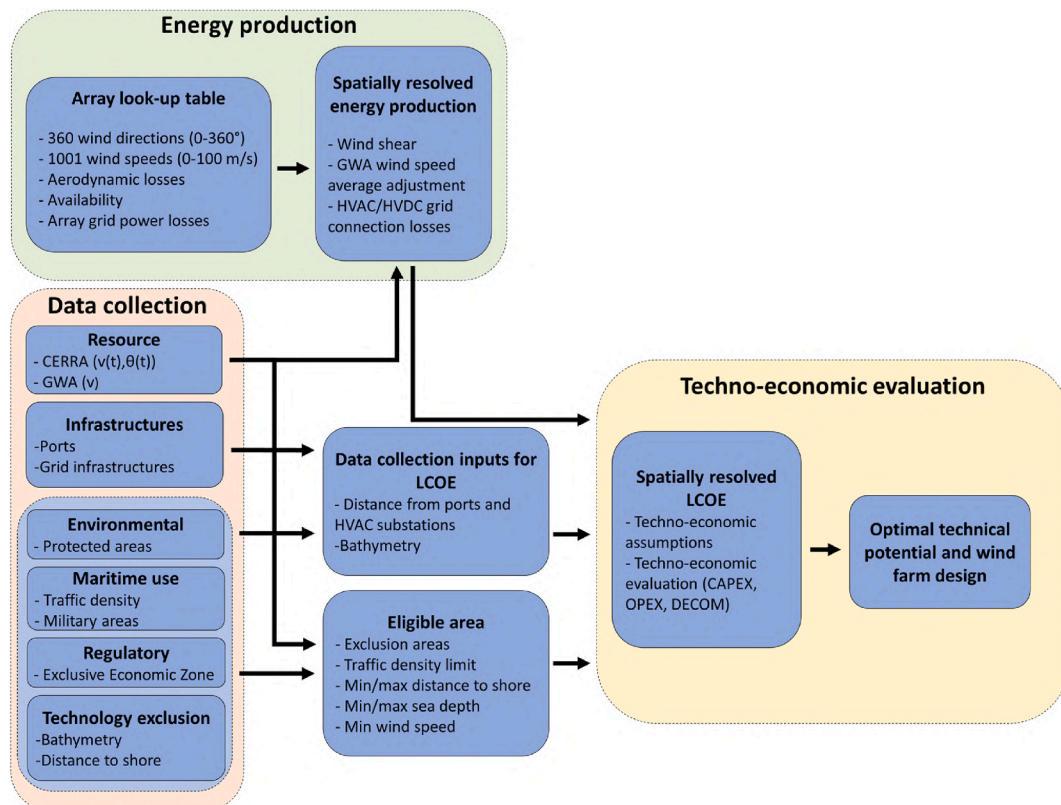 Energy production
Array look-up table
- 360 wind directions (0-360°)
- 1001 wind speeds (0-100 m/s)
- Aerodynamic losses
- Availability
- Array grid power losses
Spatially resolved
energy production
- Wind shear
- GWA wind speed
average adjustment
- HVAC/HVDC grid
connection losses
Data collection
Resource
- CERRA (v(t),θ(t))
- GWA (v)
Infrastructures
-Ports
-Grid infrastructures
Environmental
- Protected areas
Maritime use
- Traffic density
- Military areas
Regulatory
- Exclusive Economic Zone
Technology exclusion
-Bathymetry
-Distance to shore
Data collection inputs for
LCOE
- Distance from ports and
HVAC substations
-Bathymetry
Eligible area
- Exclusion areas
- Traffic density limit
- Min/max distance to shore
- Min/max sea depth
- Min wind speed
Techno-economic evaluation
Spatially resolved
LCOE
- Techno-economic
assumptions
- Techno-economic
evaluation (CAPEX,
OPEX, DECOM)
Optimal technical
potential and wind
farm design